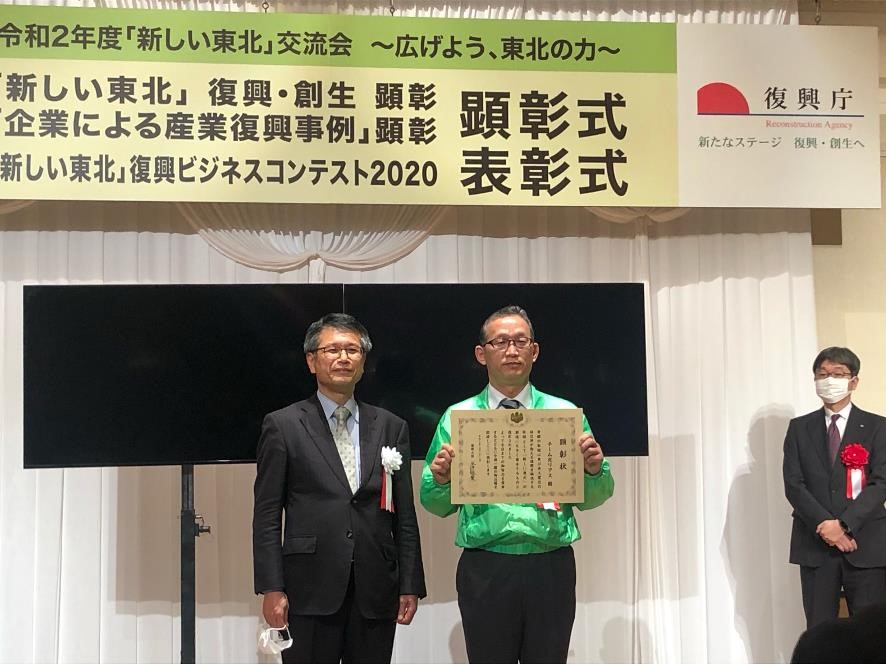 令和2年度「新しい東北」交流会 ～広げよう、東北の力～
「新しい東北」 復興・創生 顕彰
「企業による産業復興事例」顕彰
顕彰式
新しい東北」復興ビジネスコンテスト2020
表彰式
復興庁
Reconstruction Agency
新たなステージ 復興・創生へ
顕彰状